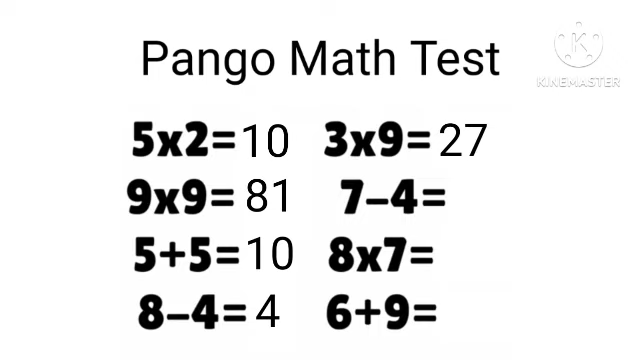 Pango Math Test
KINEMASTER
5x2=10 3x9=27
9x9=81 7-4=
5+5=10 8x7=
8-4=4 6+9=